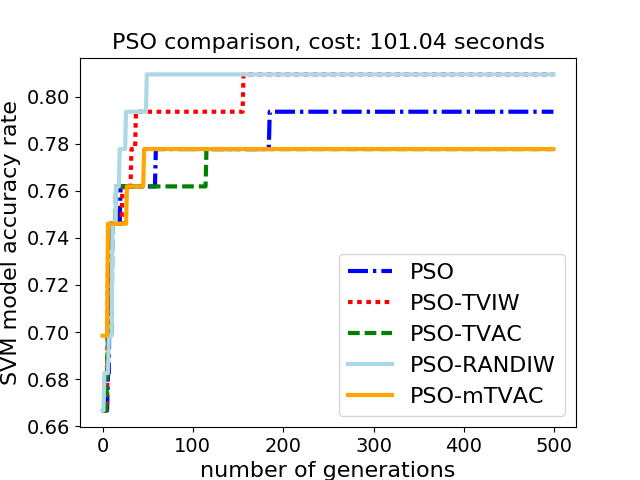 PSO comparison, cost: 101.04 seconds
SVM model accuracy rate
0.80
0.78
0.76
0.74
0.72
0.70
0.68
0.66
PSO
PSO-TVIW
PSO-TVAC
PSO-RANDIW
PSO-mTVAC
0 100 200 300 400 500
number of generations